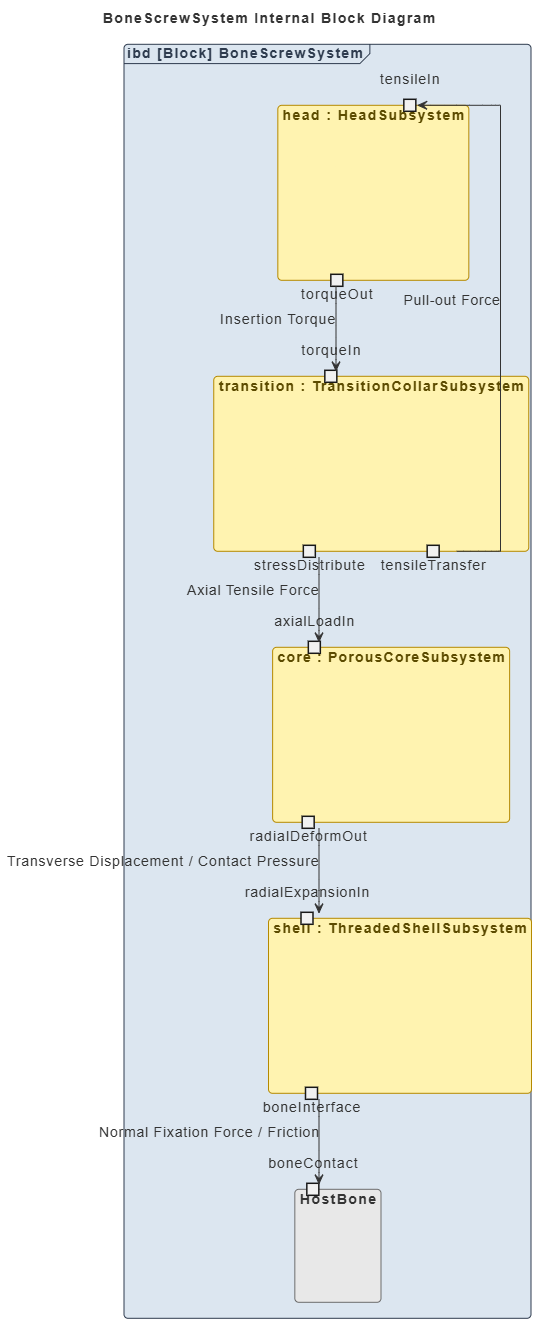 BoneScrewSystem Internal Block Diagram
ibd [Block] BoneScrewSystem
tensileIn
head : HeadSubsystem
torqueOut
Pull-out Force
Insertion Torque
torqueIn
transition : TransitionCollarSubsystem
stressDistribute
tensileTransfer
Axial Tensile Force
axialLoadIn
core : PorousCoreSubsystem
radialDeformOut
Transverse Displacement / Contact Pressure
radialExpansionIn
shell : ThreadedShellSubsystem
boneInterface
Normal Fixation Force / Friction
boneContact
HostBone